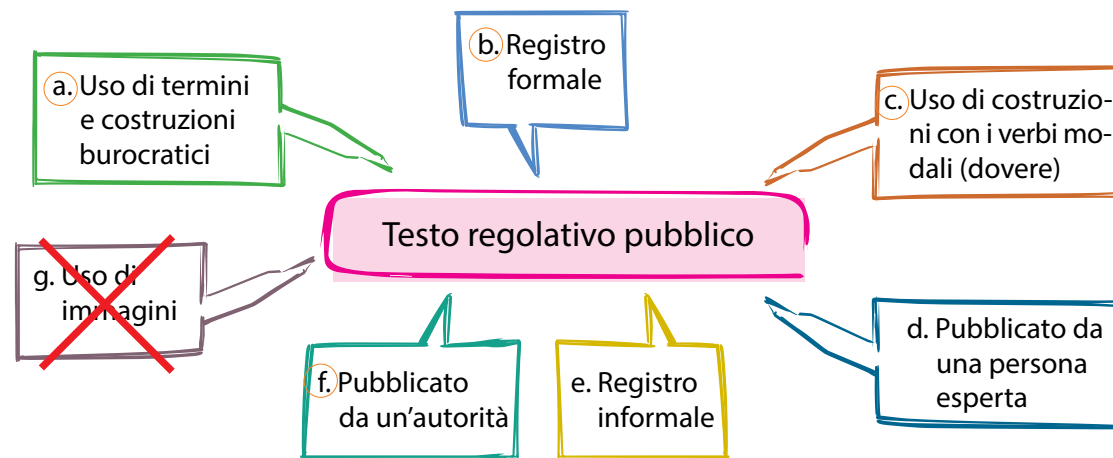 a. Uso di termini
e costruzioni
burocratici
b. Registro
formale
c. Uso di costruzio-
ni con i verbi mo-
dali (dovere)
Testo regolativo pubblico
g. Uso di
immagini
f. Pubblicato
da un'autorità
e. Registro
informale
d. Pubblicato da
una persona
esperta